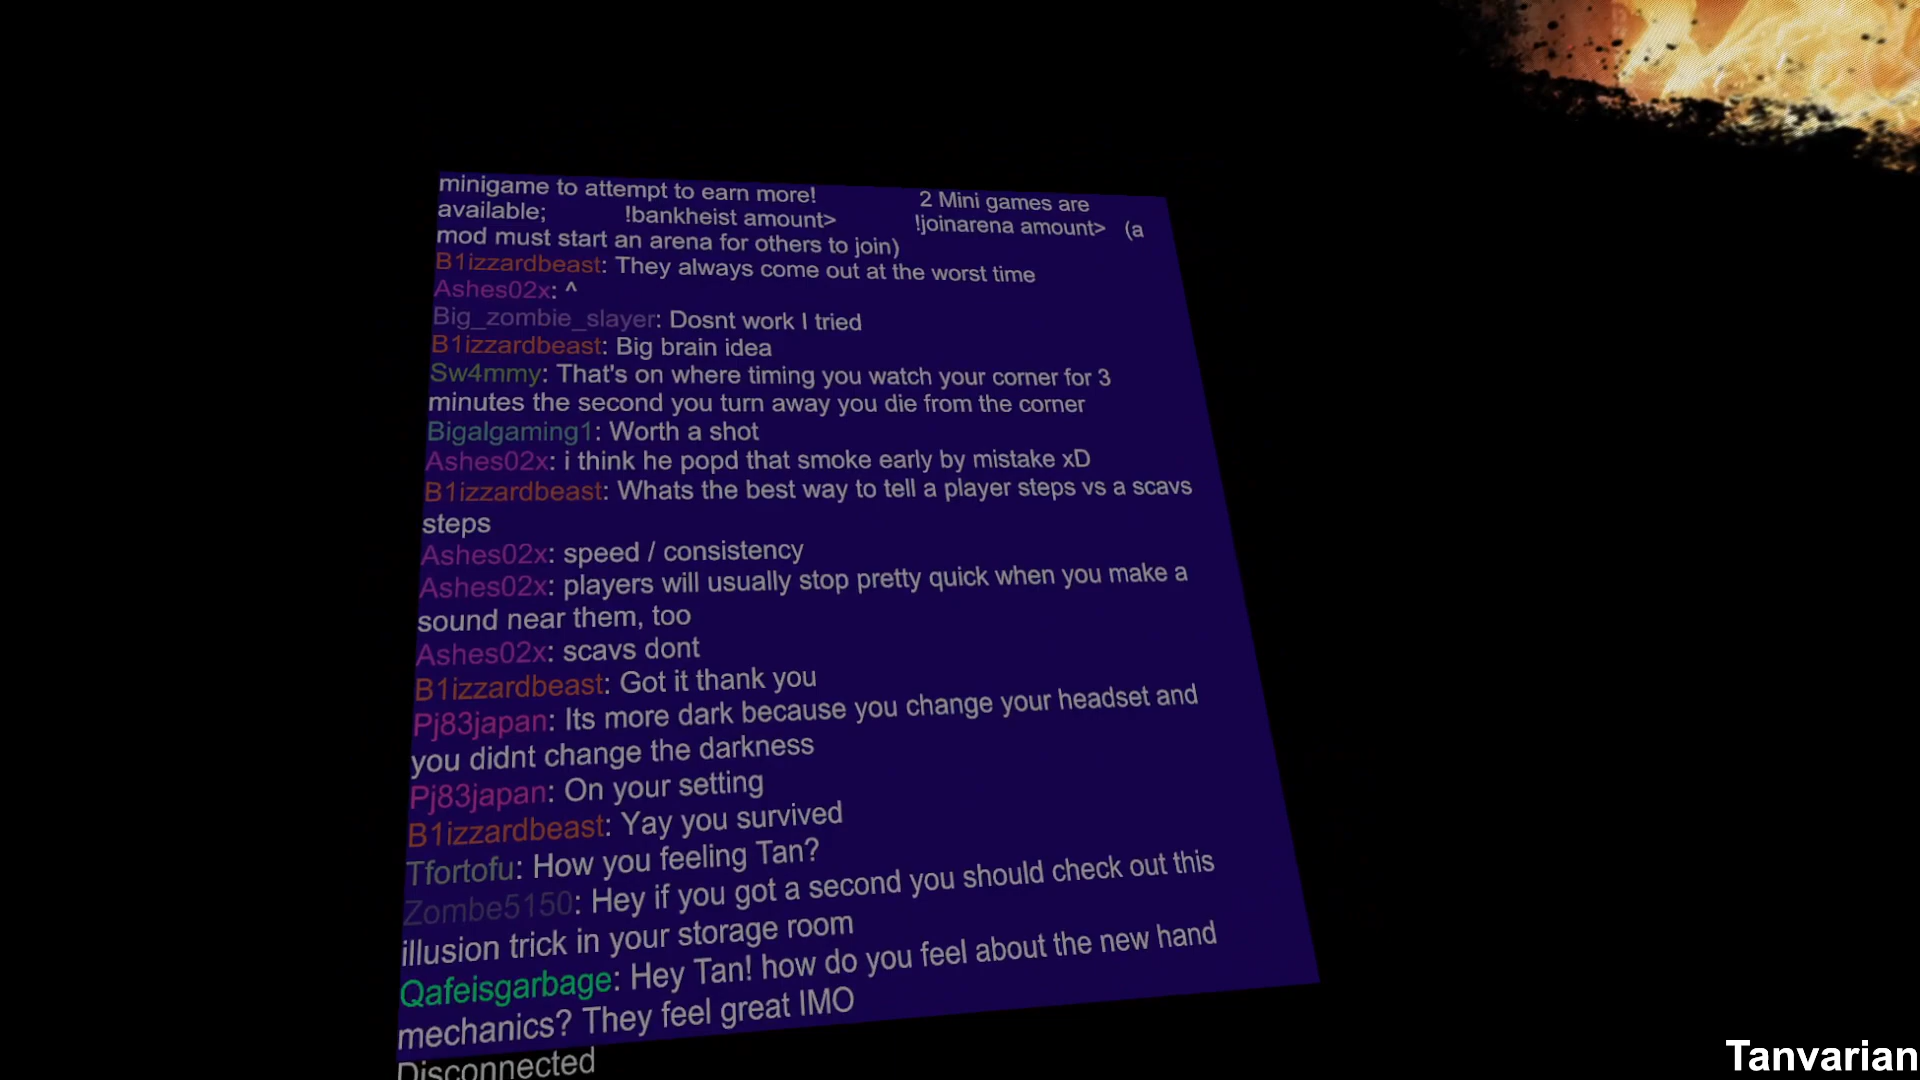 minigame to attempt to earn more! 2 Mini games are
available; !bankheist amount> !joinarena amount> (a
mod must start an arena for others to join)
B1izzardbeast: They always come out at the worst time
Ashes02x: ^
Big_zombie_slayer: Dosnt work I tried
B1izzardbeast: Big brain idea
Sw4mmy: That's on where timing you watch your corner for 3
minutes the second you turn away you die from the corner
Bigalgaming1: Worth a shot
Ashes02x: i think he popd that smoke early by mistake xD
B1izzardbeast: Whats the best way to tell a player steps vs a scavs
steps
Ashes02x: speed / consistency
Ashes02x: players will usually stop pretty quick when you make a
sound near them, too
Ashes02x: scavs dont
B1izzardbeast: Got it thank you
Pj83japan: Its more dark because you change your headset and
you didnt change the darkness
Pj83japan: On your setting
B1izzardbeast: Yay you survived
Tfortofu: How you feeling Tan?
Zombe5150: Hey if you got a second you should check out this
illusion trick in your storage room
Qafeisgarbage: Hey Tan! how do you feel about the new hand
mechanics? They feel great IMO
Disconnected
Tanvarian